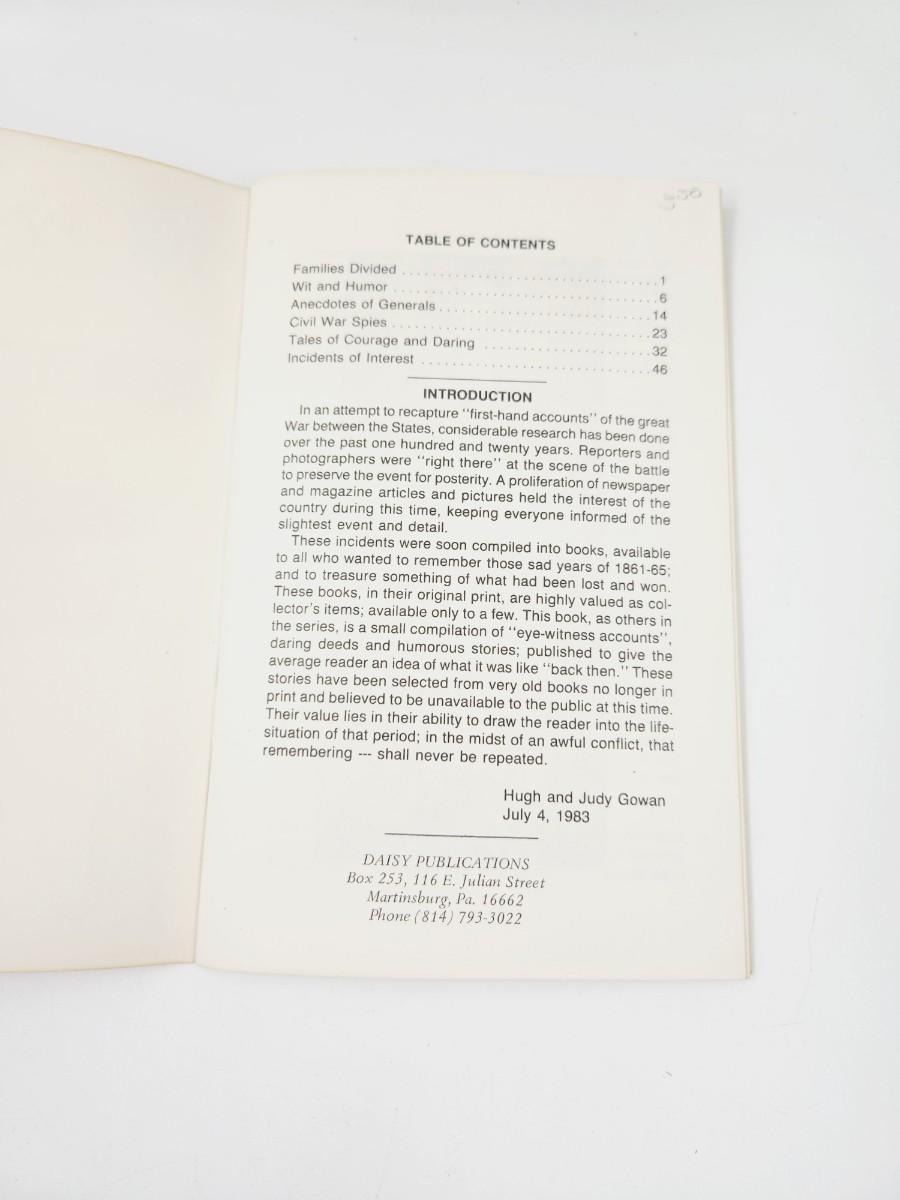 TABLE OF CONTENTS
Families Divided ............................ 1
Wit and Humor ............................ 6
Anecdotes of Generals ......................... 14
Civil War Spies .............................. 23
Tales of Courage and Daring .................... 32
Incidents of Interest ........................... 46
INTRODUCTION
In an attempt to recapture "first-hand accounts" of the great
War between the States, considerable research has been done
over the past one hundred and twenty years. Reporters and
photographers were "right there" at the scene of the battle
to preserve the event for posterity. A proliferation of newspaper
and magazine articles and pictures held the interest of the
country during this time, keeping everyone informed of the
slightest event and detail.
These incidents were soon compiled into books, available
to all who wanted to remember those sad years of 1861-65;
and to treasure something of what had been lost and won.
These books, in their original print, are highly valued as col-
lector's items; available only to a few. This book, as others in
the series, is a small compilation of "eye-witness accounts",
daring deeds and humorous stories; published to give the
average reader an idea of what it was like "back then." These
stories have been selected from very old books no longer in
print and believed to be unavailable to the public at this time.
Their value lies in their ability to draw the reader into the life-
situation of that period; in the midst of an awful conflict, that
remembering --- shall never be repeated.
Hugh and Judy Gowan
July 4, 1983
DAISY PUBLICATIONS
Box 253, 116 E. Julian Street
Martinsburg, Pa. 16662
Phone (814) 793-3022